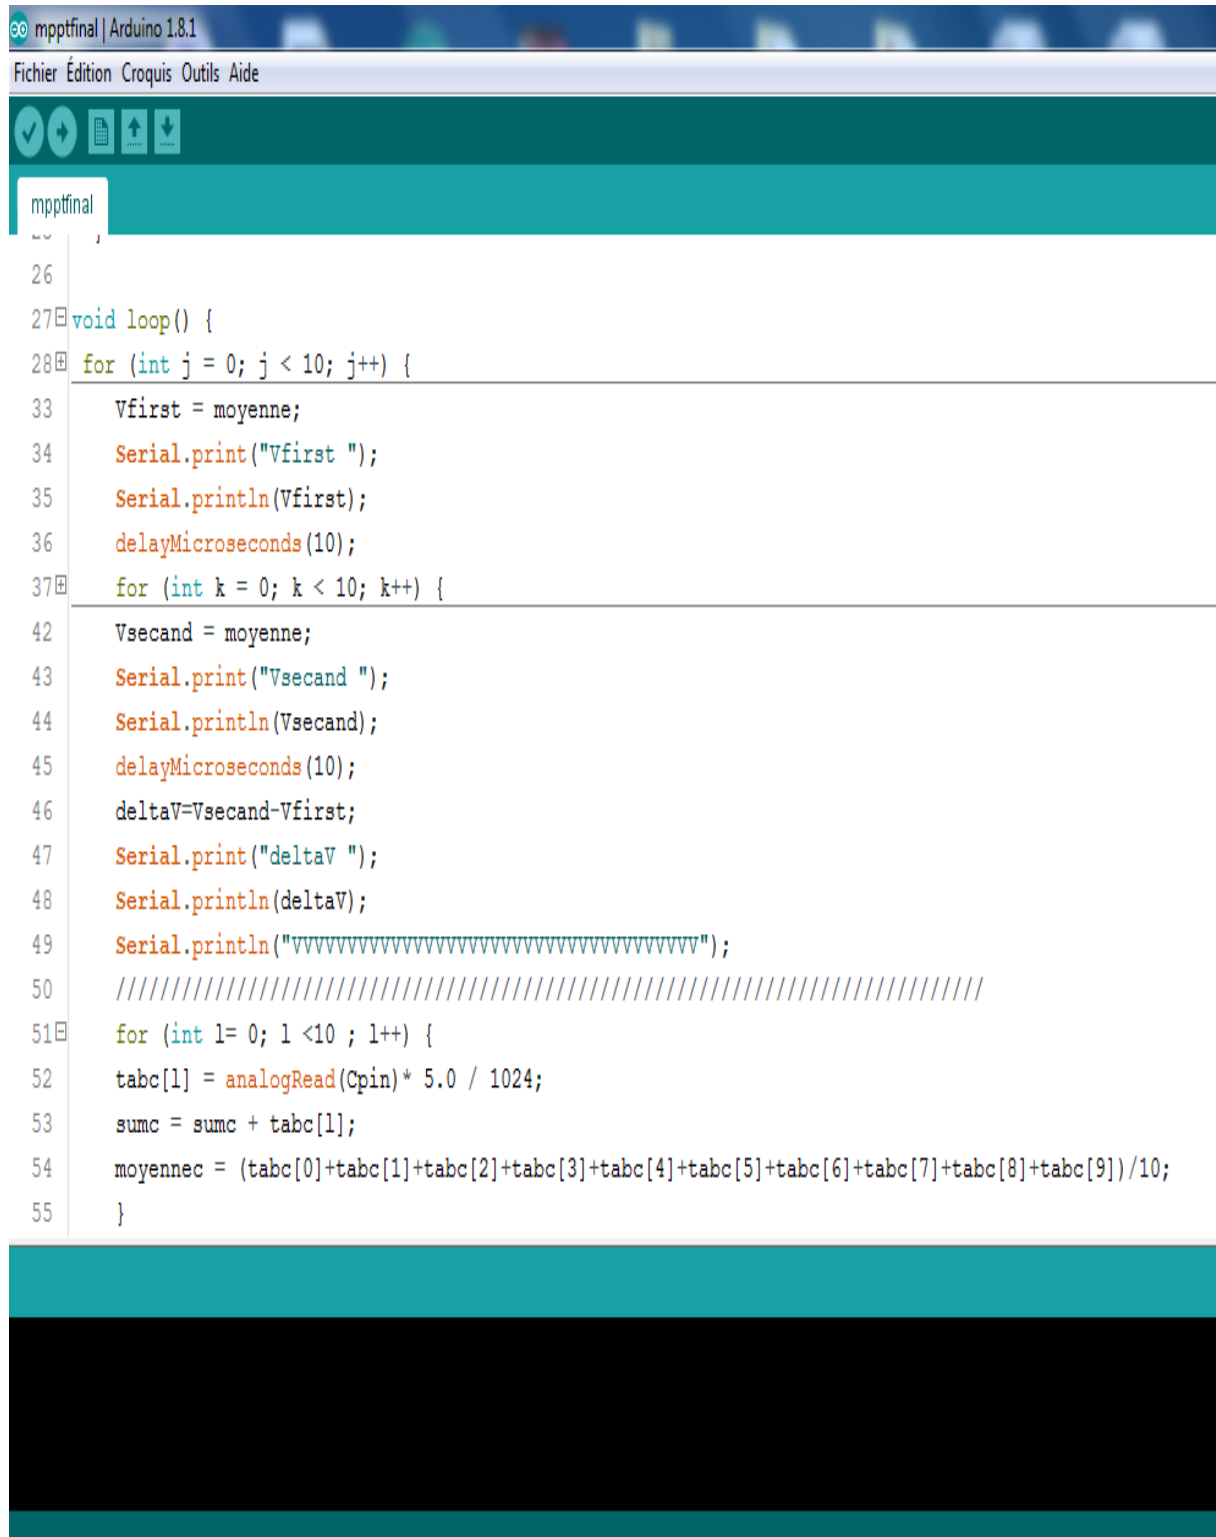 mpptfinal | Arduino 1.8.1
Fichier Édition Croquis Outils Aide
mpptfinal
26
27 void loop() {
28 for (int j = 0; j < 10; j++) {
33 Vfirst = moyenne;
34 Serial.print("Vfirst ");
35 Serial.println(Vfirst);
36 delayMicroseconds(10);
37 for (int k = 0; k < 10; k++) {
42 Vsecand = moyenne;
43 Serial.print("Vsecand ");
44 Serial.println(Vsecand);
45 delayMicroseconds(10);
46 deltaV=Vsecand-Vfirst;
47 Serial.print("deltaV ");
48 Serial.println(deltaV);
49 Serial.println("VVVVVVVVVVVVVVVVVVVVVVVVVVVVVVVVVVVVV");
50 ////////////////////////////////////////////////////////////////////////////////
51 for (int l= 0; l <10 ; l++) {
52 tabc[l] = analogRead(Cpin)* 5.0 / 1024;
53 sumc = sumc + tabc[l];
54 moyennec = (tabc[0]+tabc[1]+tabc[2]+tabc[3]+tabc[4]+tabc[5]+tabc[6]+tabc[7]+tabc[8]+tabc[9])/10;
55 }